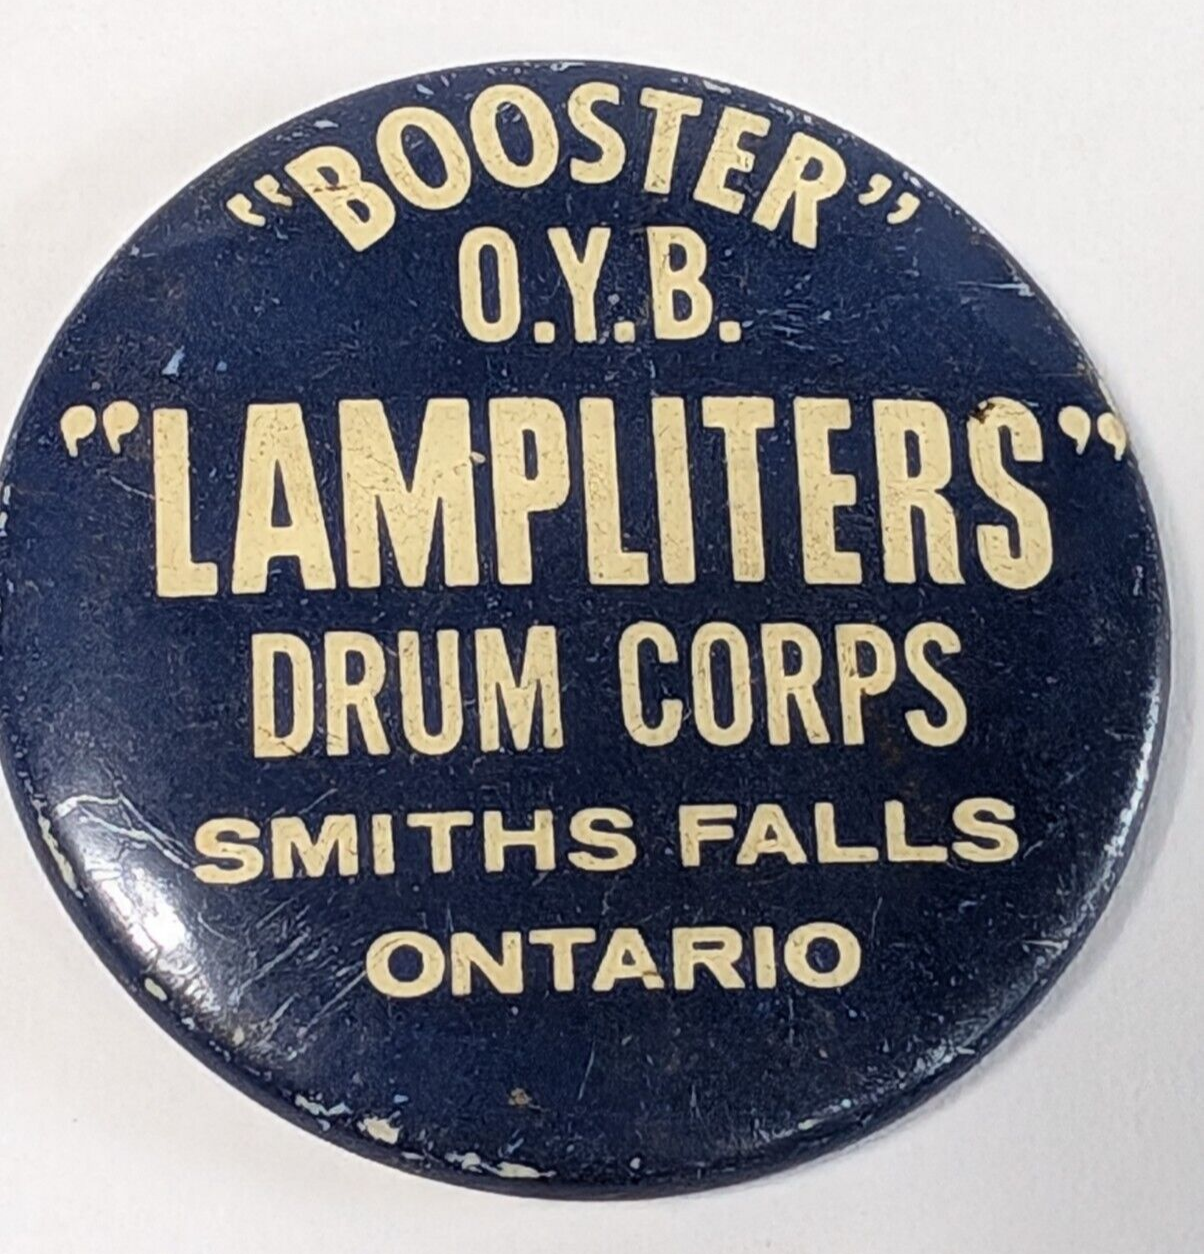 "BOOSTER"
O.Y.B.
"LAMPLITERS"
DRUM CORPS
SMITHS FALLS
ONTARIO